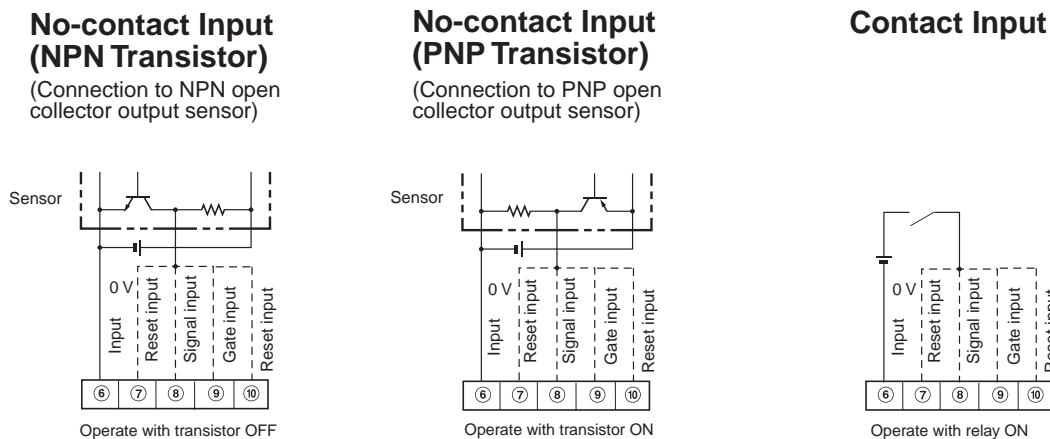 No-contact Input
(NPN Transistor)
(Connection to NPN open
collector output sensor)
Sensor
0 V
Input
Reset input
Signal input
Gate input
Reset input
⑥ ⑦ ⑧ ⑨ ⑩
Operate with transistor OFF
No-contact Input
(PNP Transistor)
(Connection to PNP open
collector output sensor)
Sensor
0 V
Input
Reset input
Signal input
Gate input
Reset input
⑥ ⑦ ⑧ ⑨ ⑩
Operate with transistor ON
Contact Input
0 V
Input
Reset input
Signal input
Gate input
Reset input
⑥ ⑦ ⑧ ⑨ ⑩
Operate with relay ON